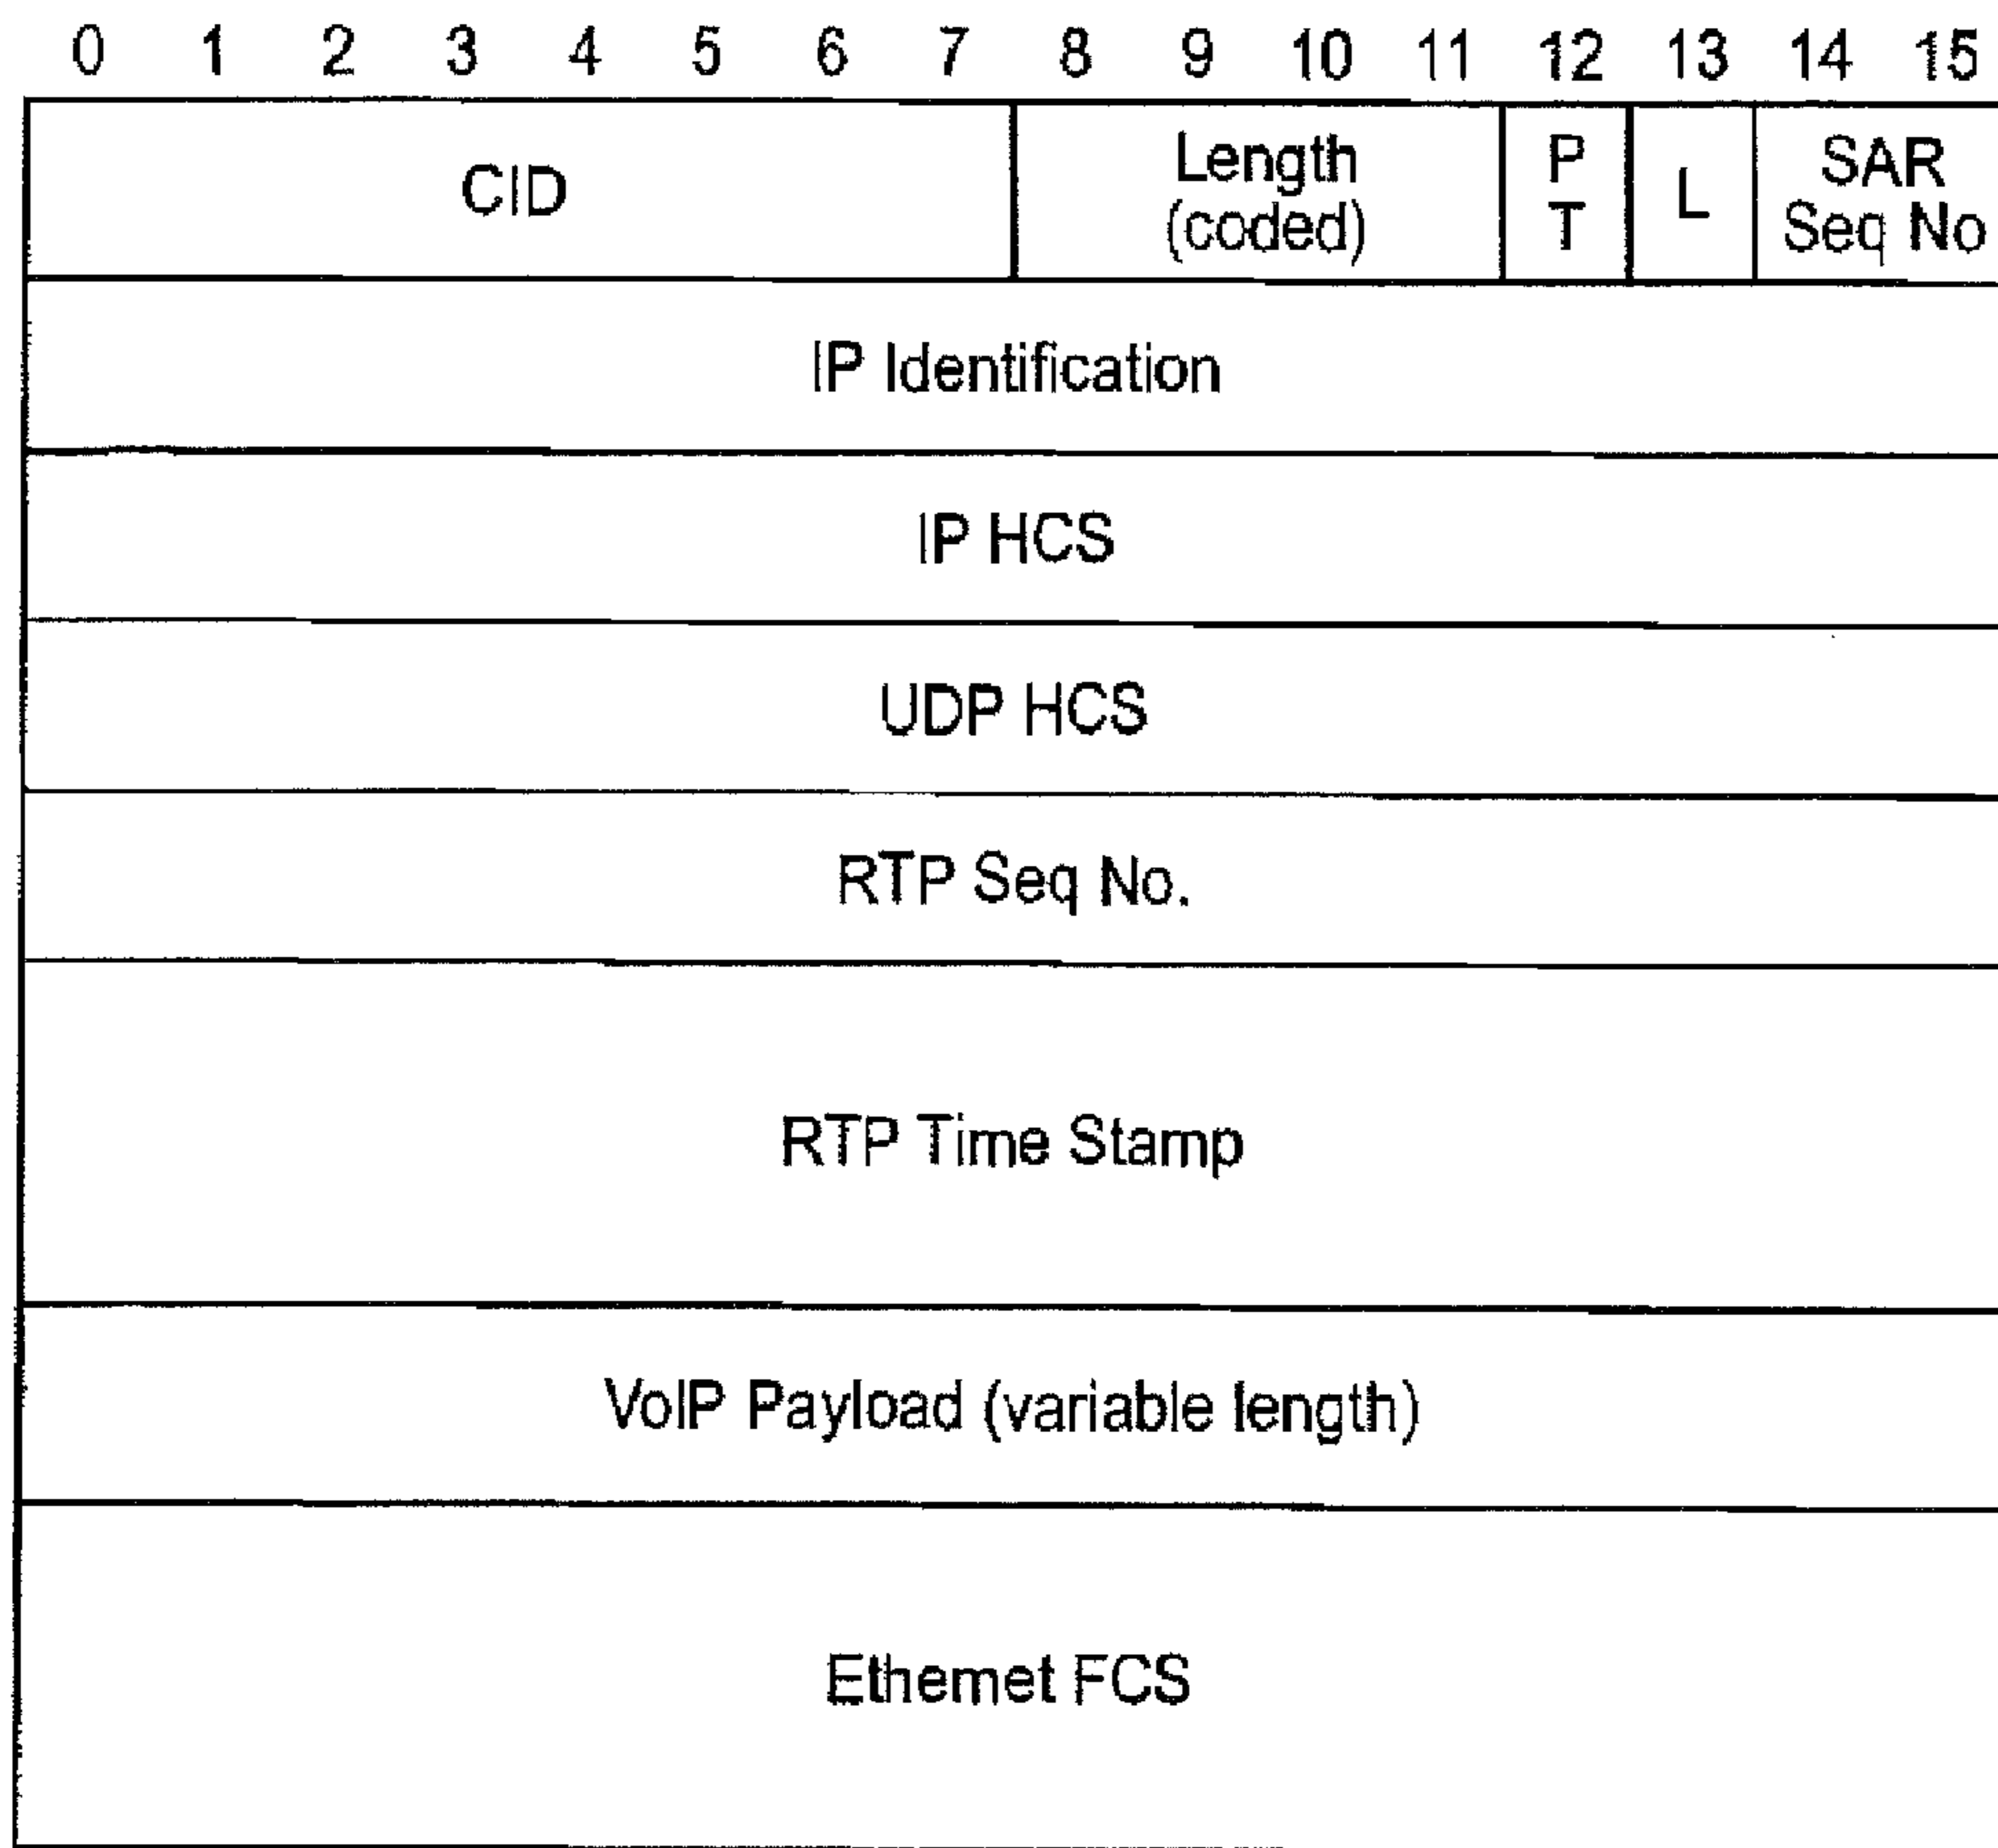 0 1 2 3 4 5 6 7 8 9 10 11 12 13 14 15
CID
Length
(coded)
P
T
L
SAR
Seq No
IP Identification
IP HCS
UDP HCS
RTP Seq No.
RTP Time Stamp
VoIP Payload (variable length)
Ethemet FCS